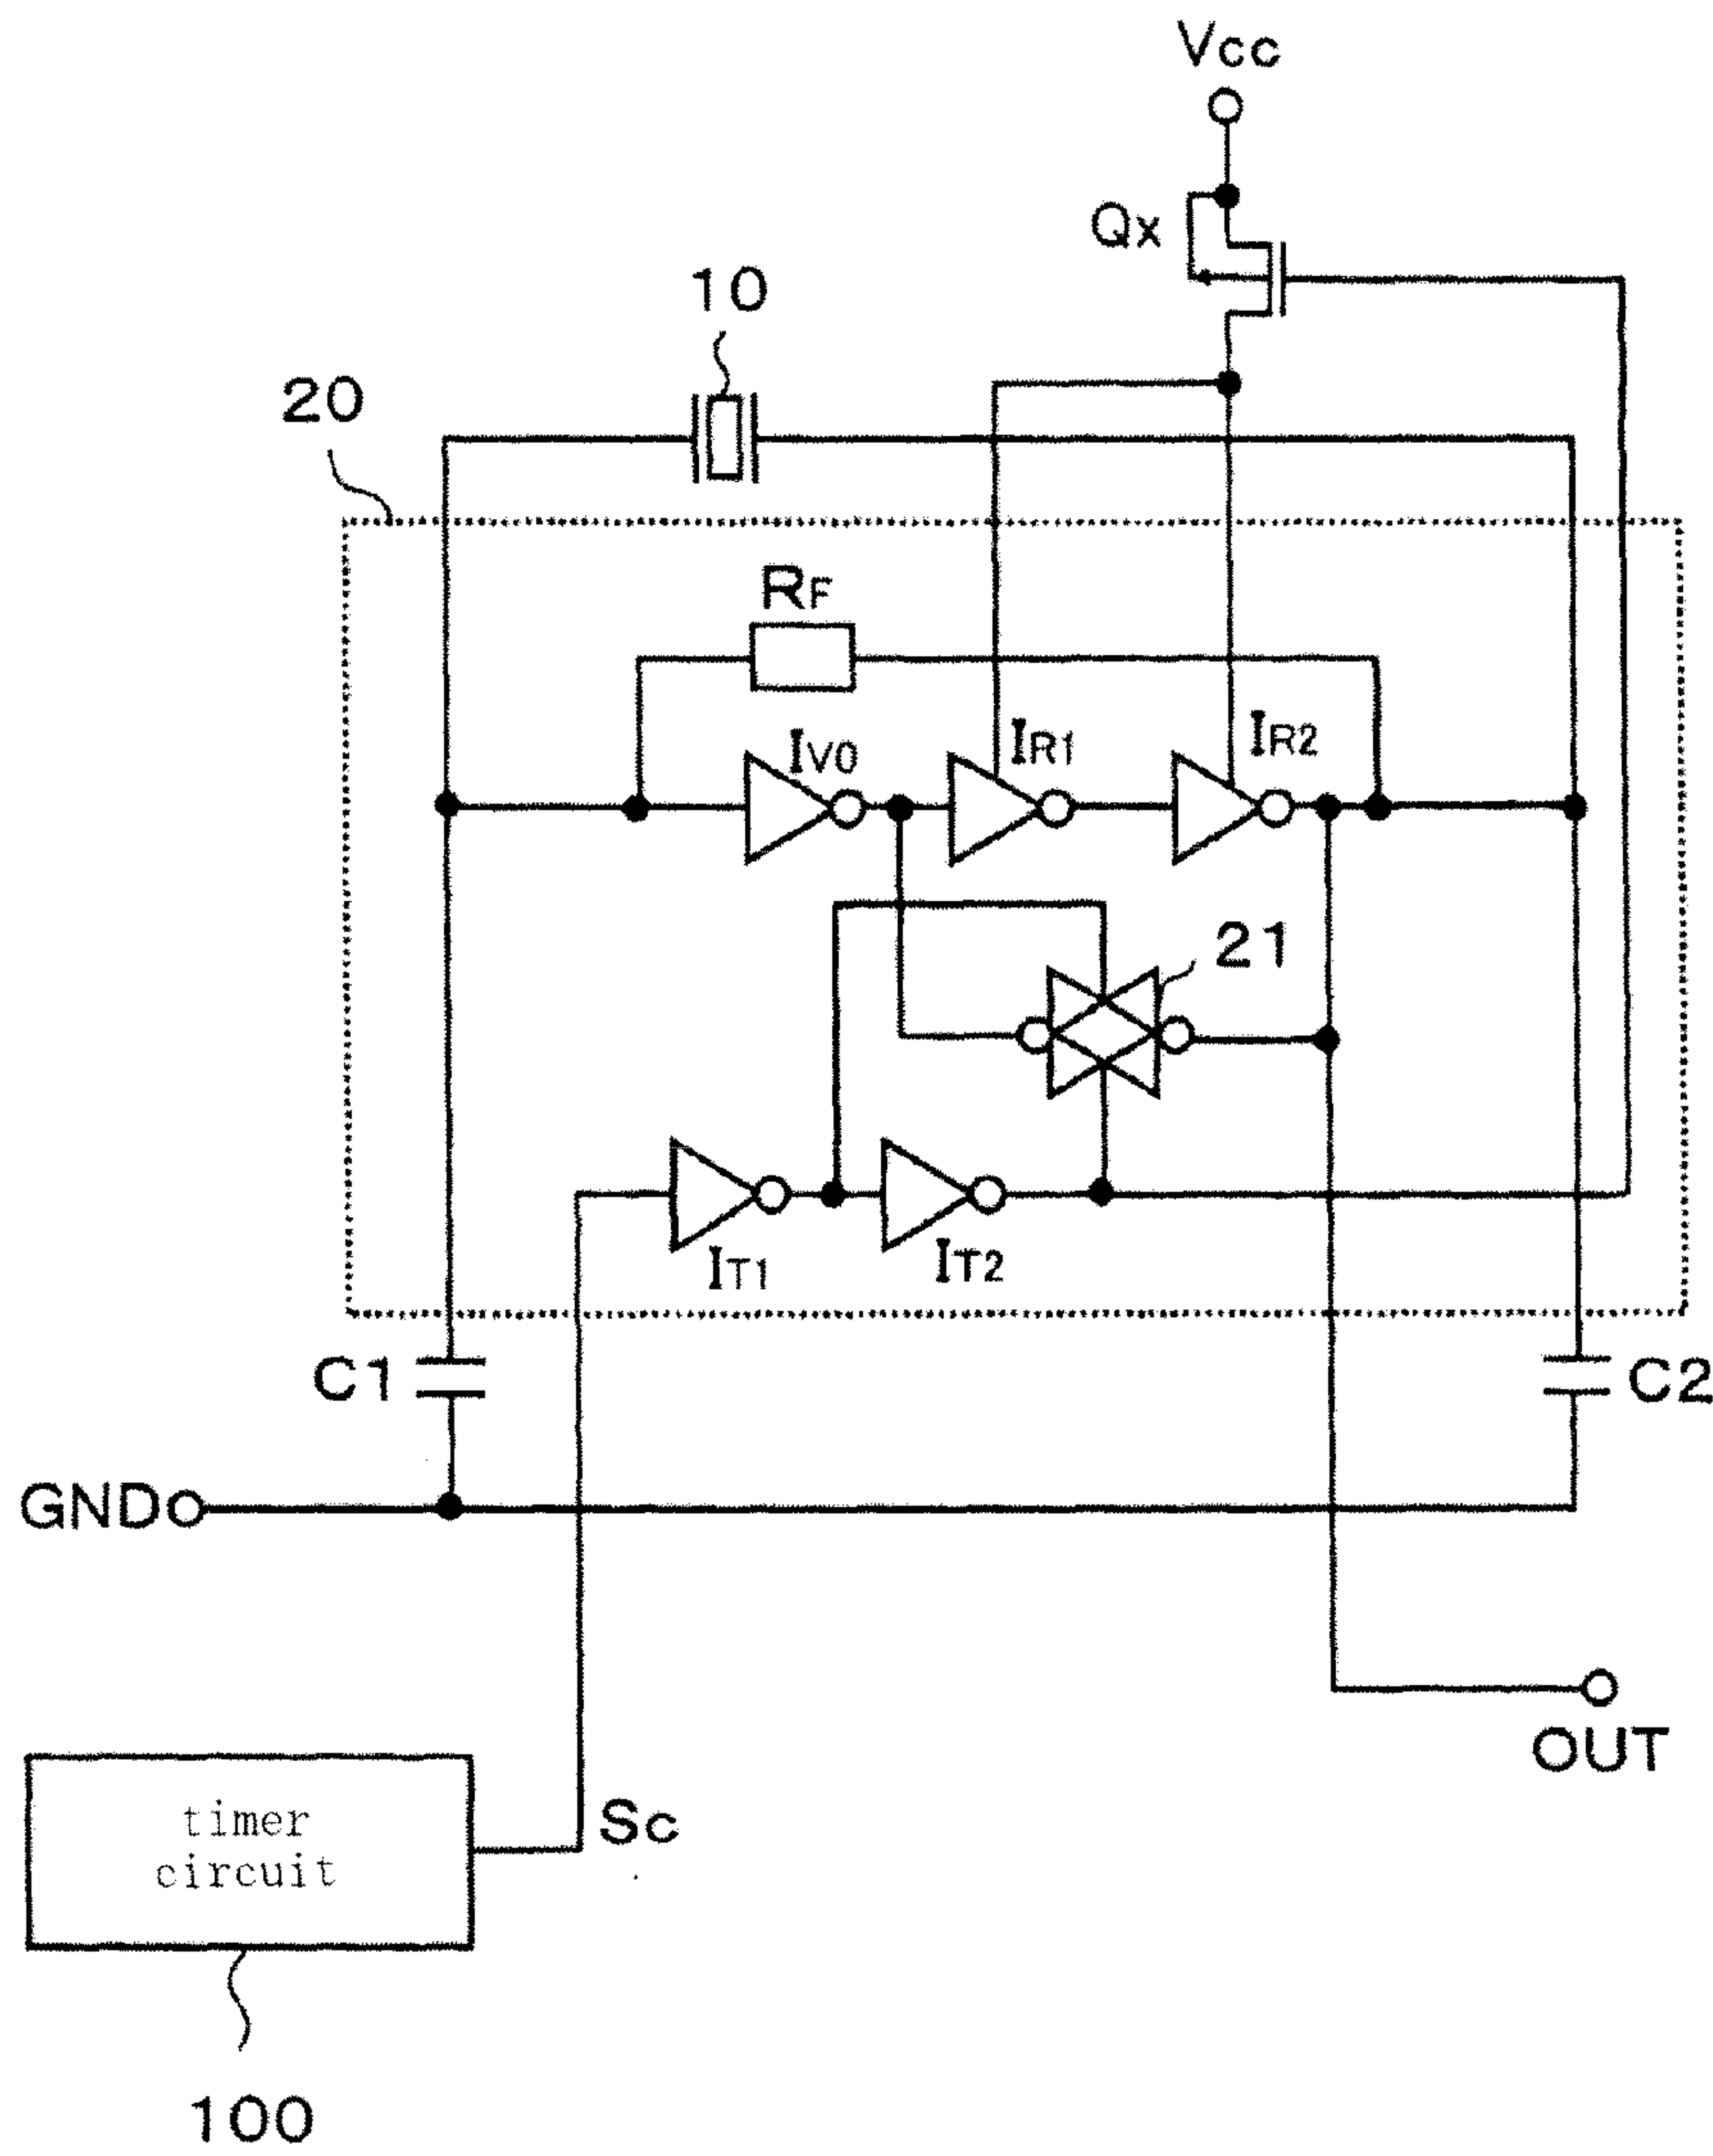 Vcc
Qx
10
20
RF
IV0
IR1
IR2
21
IT1
IT2
C1
C2
GND
OUT
Sc
timer
circuit
100